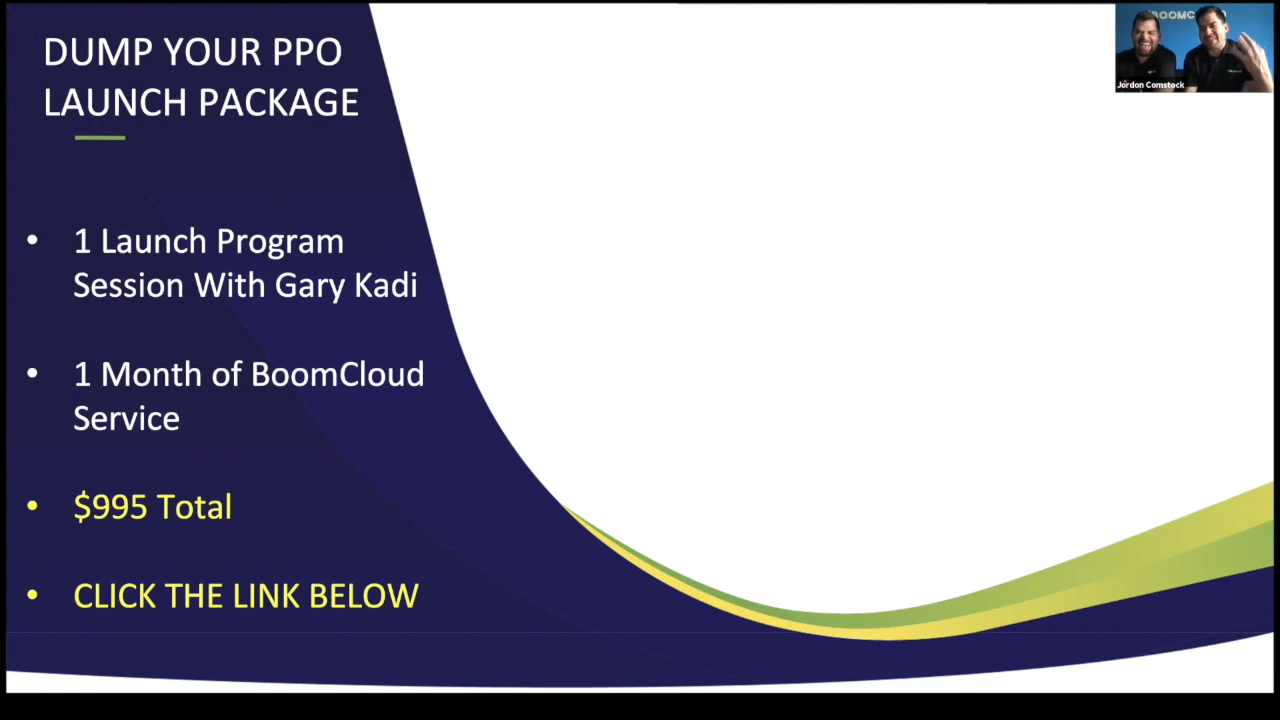 DUMP YOUR PPO
LAUNCH PACKAGE
• 1 Launch Program
Session With Gary Kadi
• 1 Month of BoomCloud
Service
• $995 Total
• CLICK THE LINK BELOW
Jordon Comstock